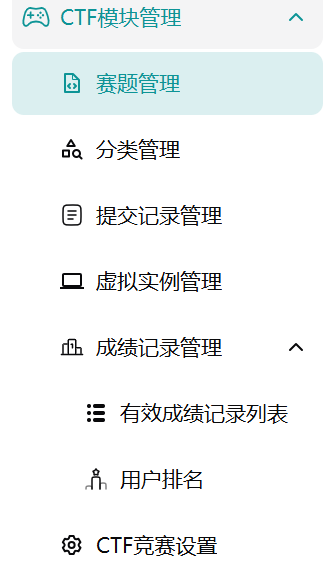 CTF模块管理
赛题管理
分类管理
提交记录管理
虚拟实例管理
成绩记录管理
有效成绩记录列表
用户排名
CTF竞赛设置